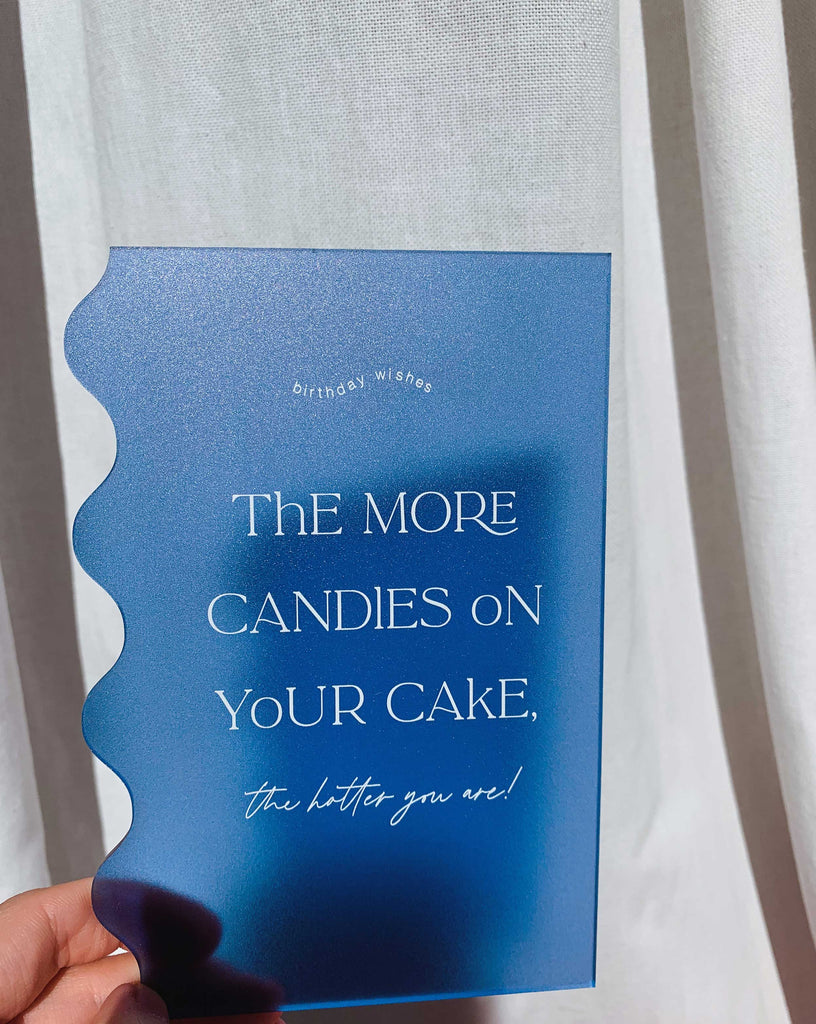 birthday wishes
ThE MORE
CANDlES oN
YoUR CAkE,
the hotter you are!